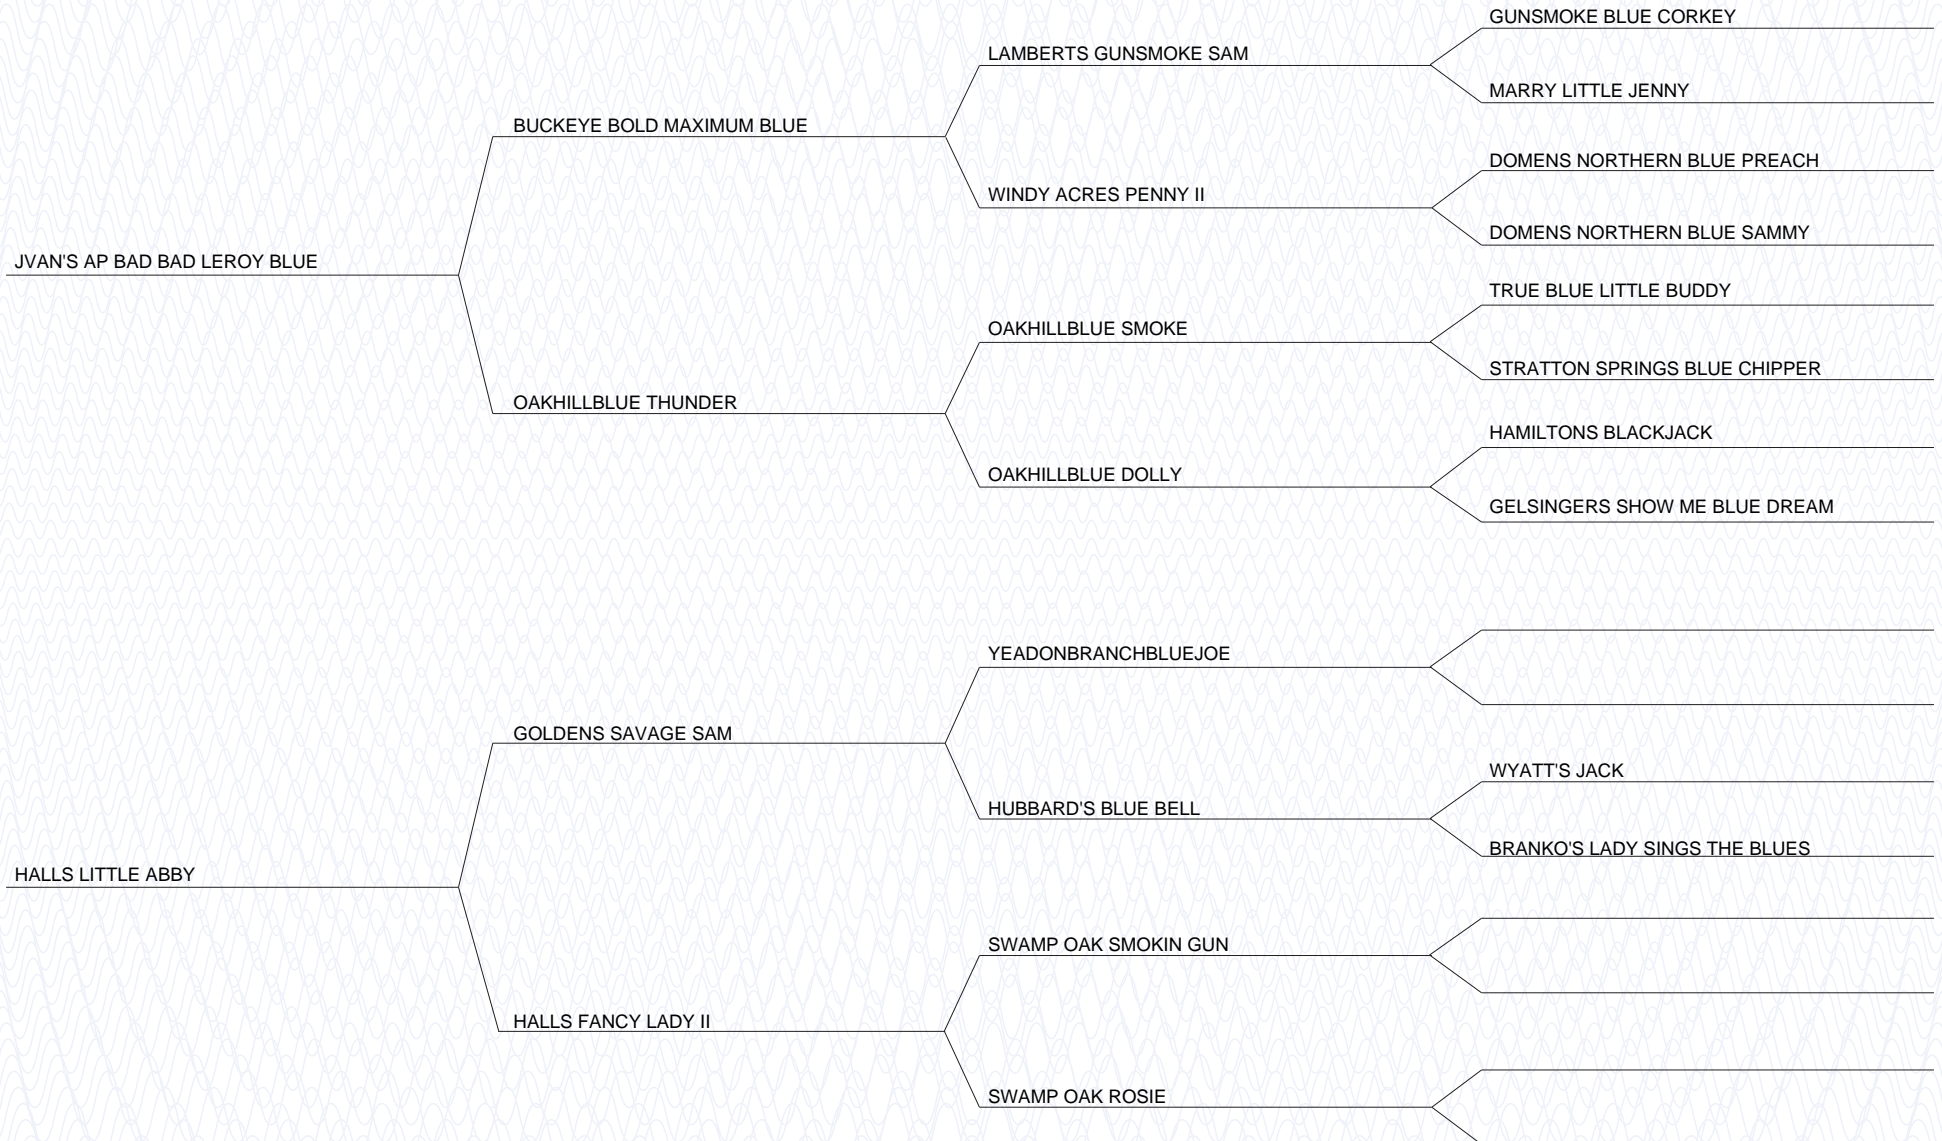 GUNSMOKE BLUE CORKEY
LAMBERTS GUNSMOKE SAM
MARRY LITTLE JENNY
BUCKEYE BOLD MAXIMUM BLUE
DOMENS NORTHERN BLUE PREACH
WINDY ACRES PENNY II
DOMENS NORTHERN BLUE SAMMY
JVAN'S AP BAD BAD LEROY BLUE
TRUE BLUE LITTLE BUDDY
OAKHILLBLUE SMOKE
STRATTON SPRINGS BLUE CHIPPER
OAKHILLBLUE THUNDER
HAMILTONS BLACKJACK
OAKHILLBLUE DOLLY
GELSINGERS SHOW ME BLUE DREAM
YEADONBRANCHBLUEJOE
GOLDENS SAVAGE SAM
WYATT'S JACK
HUBBARD'S BLUE BELL
BRANKO'S LADY SINGS THE BLUES
HALLS LITTLE ABBY
SWAMP OAK SMOKIN GUN
HALLS FANCY LADY II
SWAMP OAK ROSIE